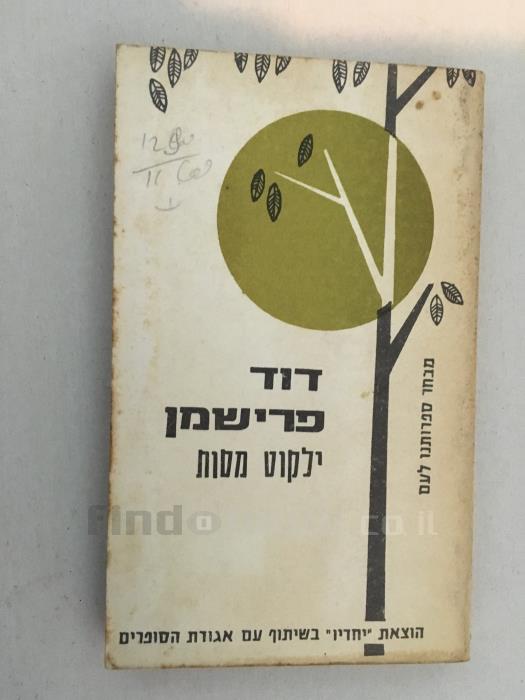 דוד
פרישמן
ילקוט מסות
מבחר ספרותנו לעם
הוצאת "יחדיו" בשיתוף עם אגודת הסופרים